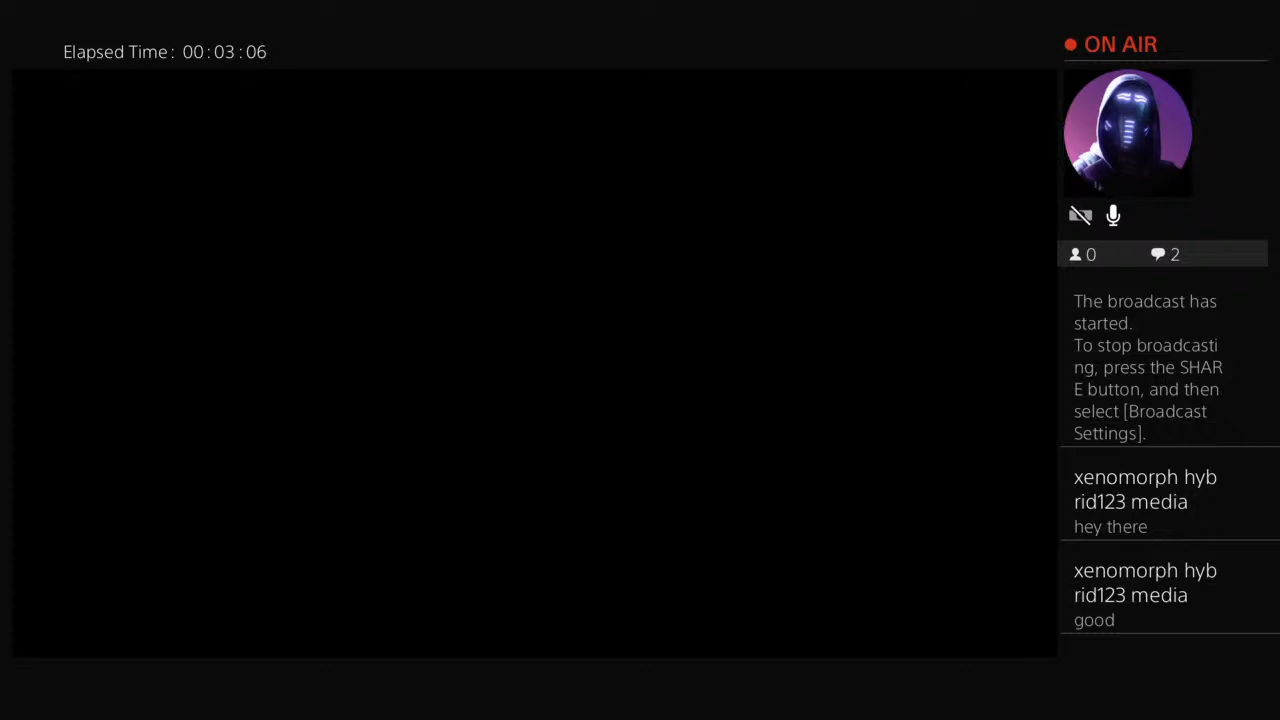 Elapsed Time: 00:03:06
ON AIR
0 2
The broadcast has
started.
To stop broadcasti
ng, press the SHAR
E button, and then
select [Broadcast
Settings].
xenomorph hyb
rid123 media
hey there
xenomorph hyb
rid123 media
good